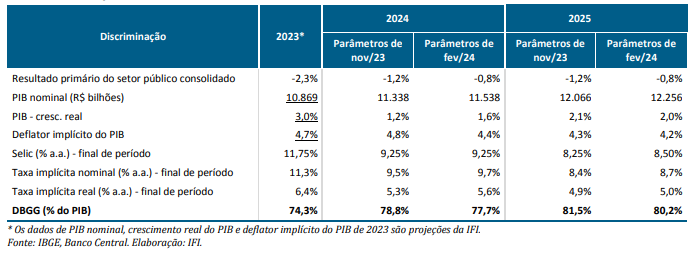 Discriminação 2023* 2024 2025
Parâmetros de nov/23 Parâmetros de fev/24 Parâmetros de nov/23 Parâmetros de fev/24
Resultado primário do setor público consolidado -2,3% -1,2% -0,8% -1,2% -0,8%
PIB nominal (R$ bilhões) 10.869 11.338 11.538 12.066 12.256
PIB - cresc. real 3,0% 1,2% 1,6% 2,1% 2,0%
Deflator implícito do PIB 4,7% 4,8% 4,4% 4,3% 4,2%
Selic (% a.a.) - final de período 11,75% 9,25% 9,25% 8,25% 8,50%
Taxa implícita nominal (% a.a.) - final de período 11,3% 9,5% 9,7% 8,4% 8,7%
Taxa implícita real (% a.a.) - final de período 6,4% 5,3% 5,6% 4,9% 5,0%
DBGG (% do PIB) 74,3% 78,8% 77,7% 81,5% 80,2%
* Os dados de PIB nominal, crescimento real do PIB e deflator implícito do PIB de 2023 são projeções da IFI.
Fonte: IBGE, Banco Central. Elaboração: IFI.